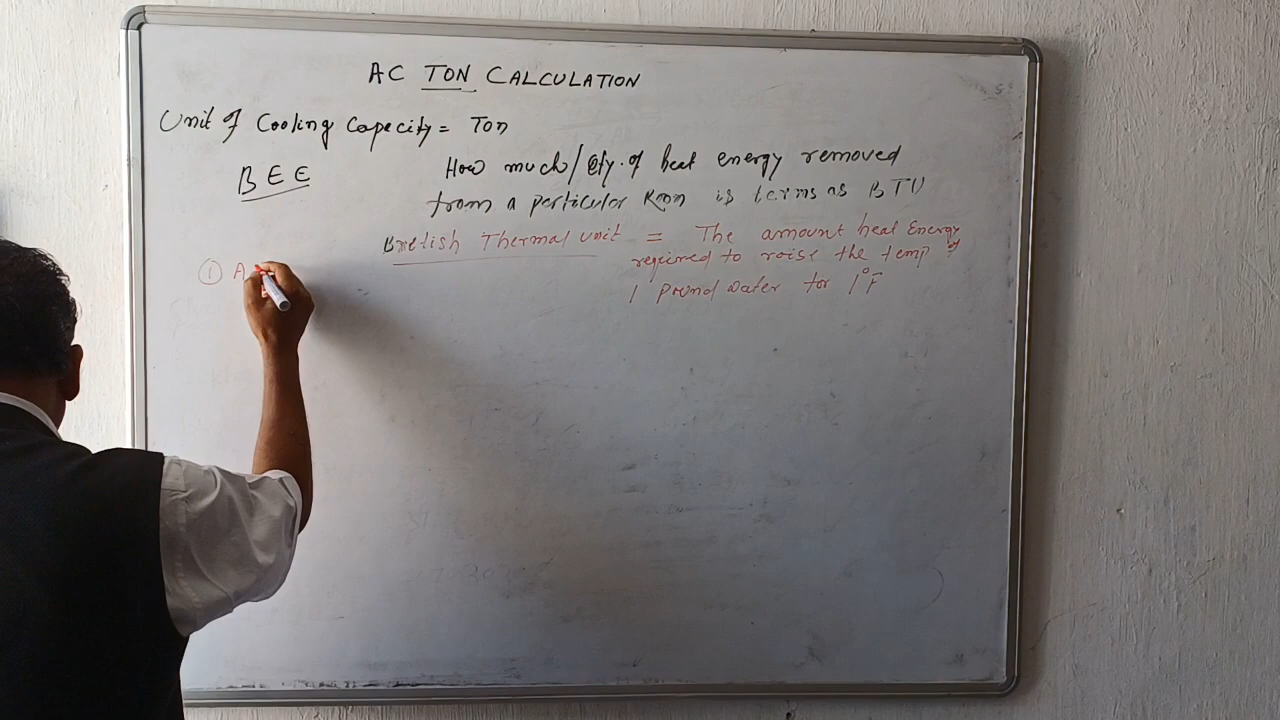 AC TON CALCULATION
Unit of Cooling Capacity = Ton
BEE
How much/Qty. of heat energy removed
from a particular Room is terms as BTU
British Thermal unit = The amount heat Energy
required to raise the temp of
1 Pound water for 1°F
① A